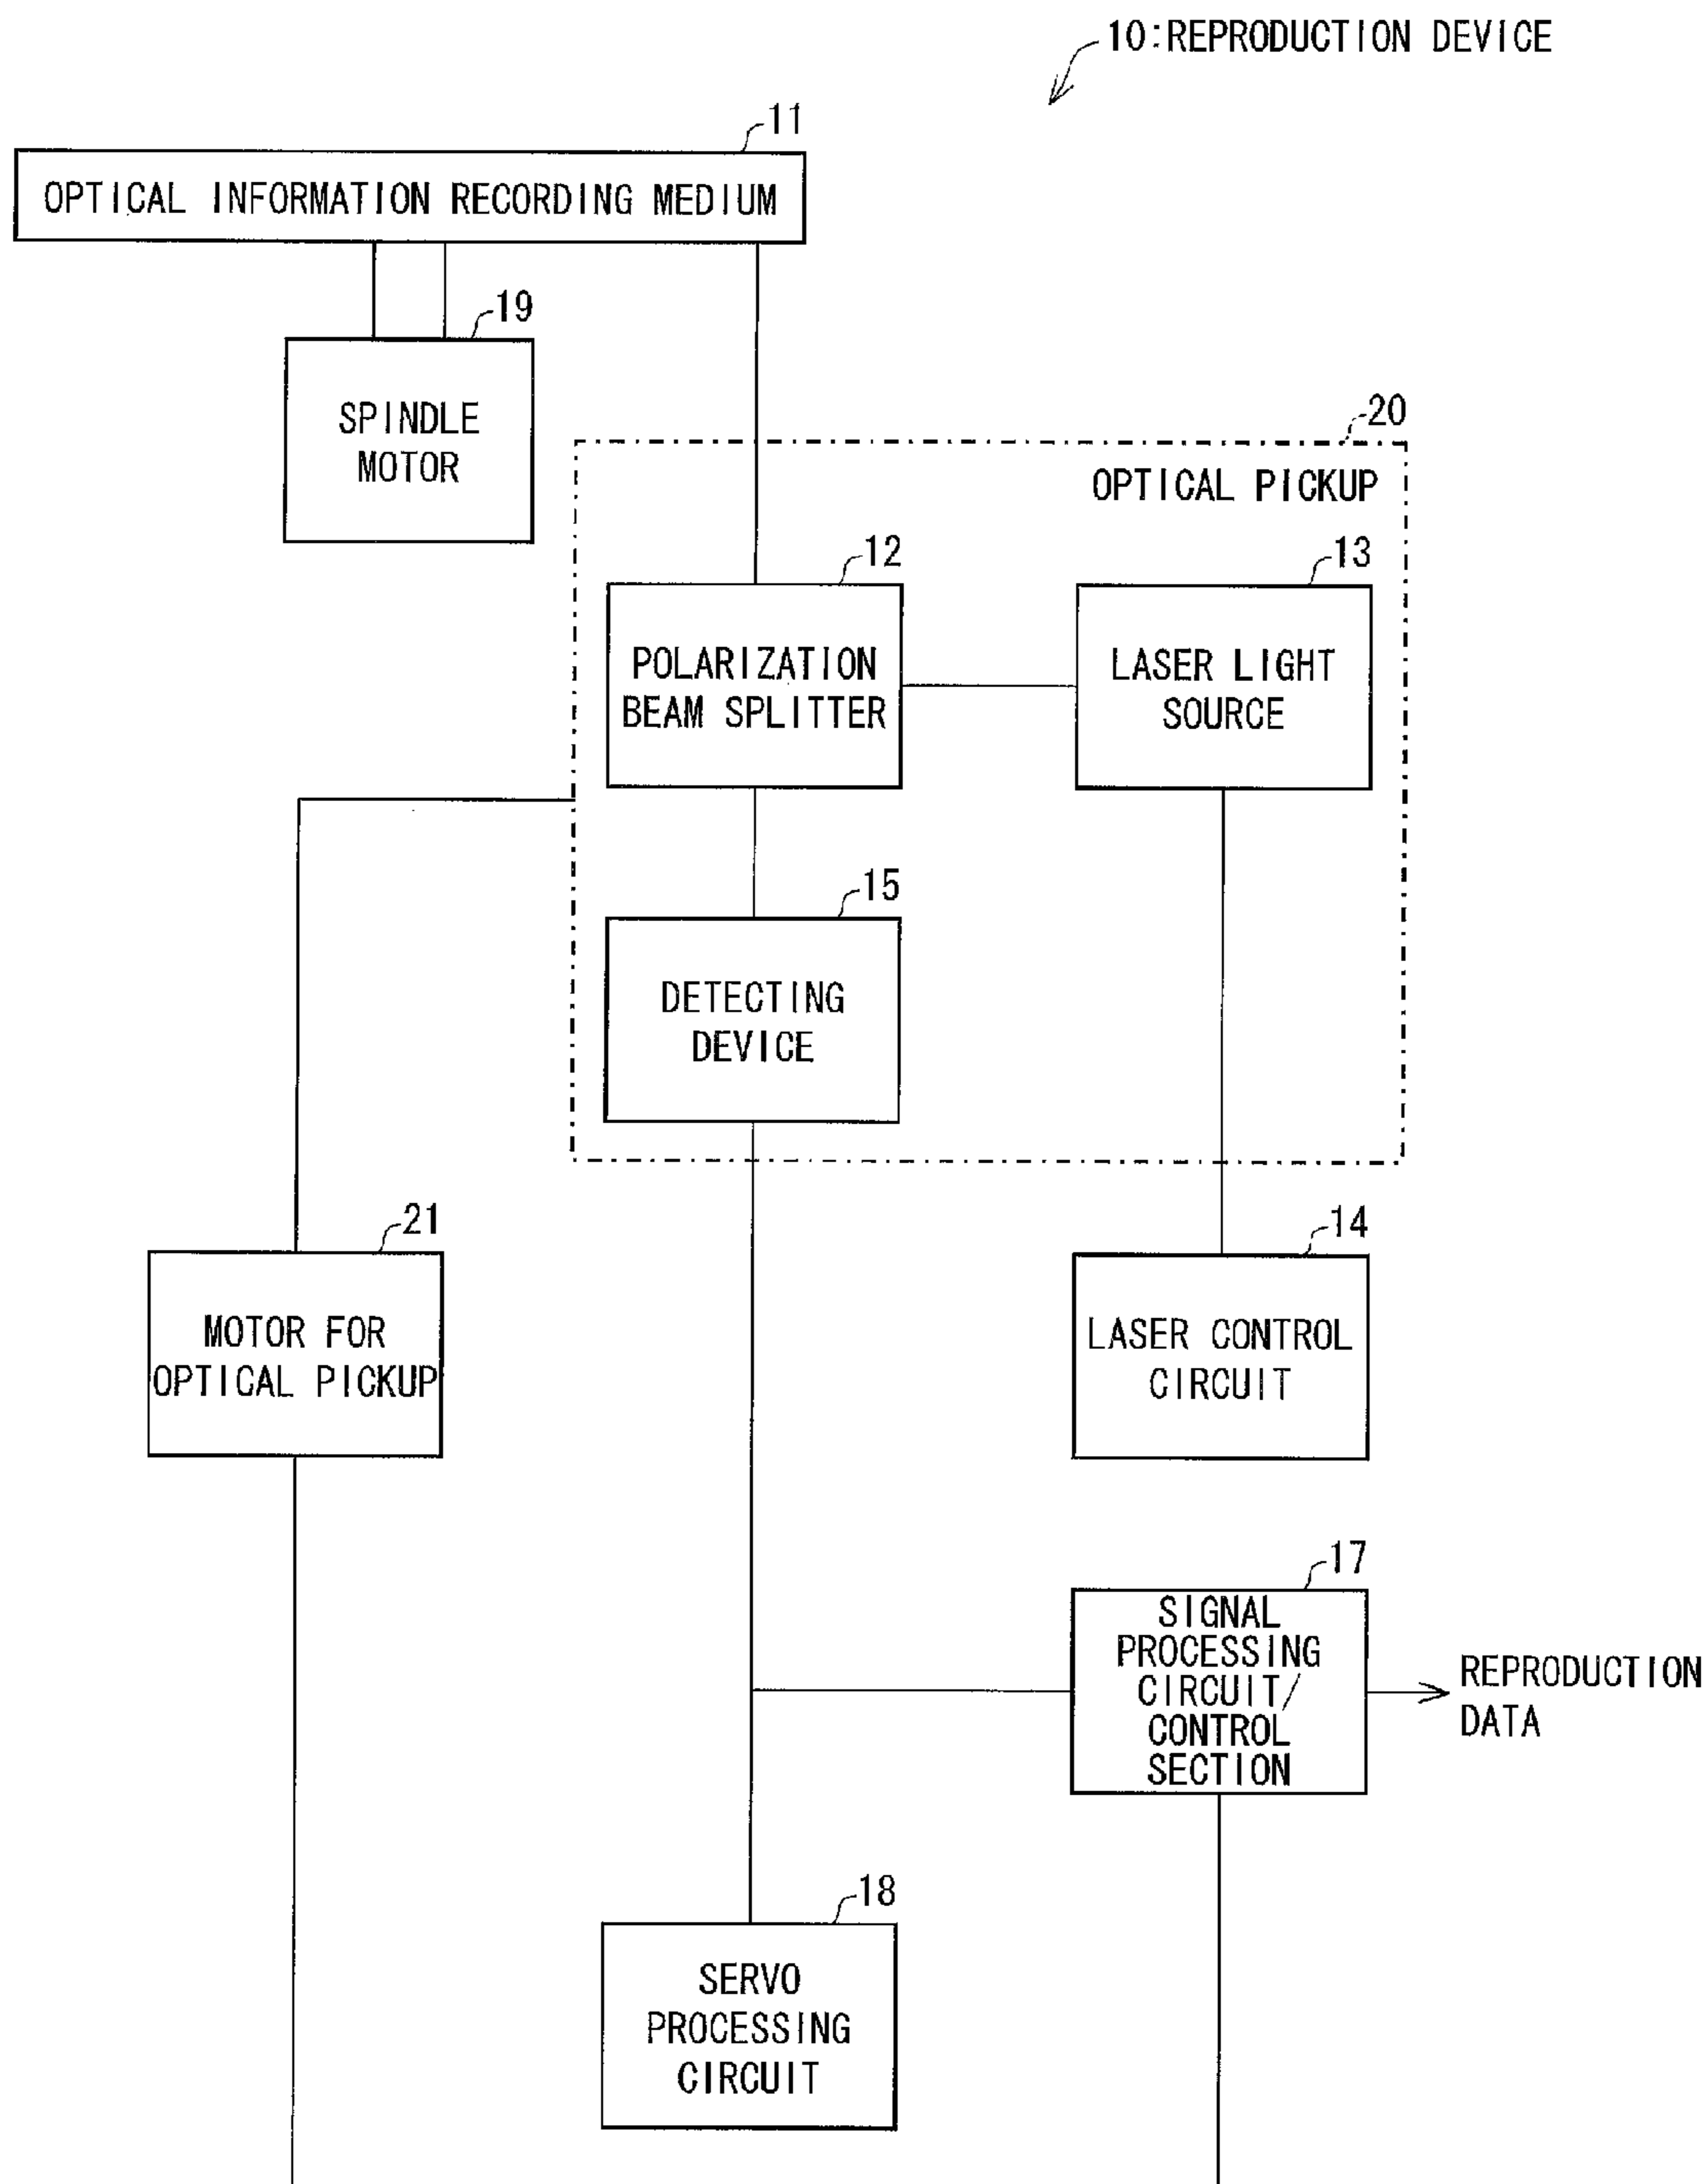 10:REPRODUCTION DEVICE
11
OPTICAL INFORMATION RECORDING MEDIUM
19
SPINDLE
MOTOR
20
OPTICAL PICKUP
12
POLARIZATION
BEAM SPLITTER
13
LASER LIGHT
SOURCE
15
DETECTING
DEVICE
21
MOTOR FOR
OPTICAL PICKUP
14
LASER CONTROL
CIRCUIT
17
SIGNAL
PROCESSING
CIRCUIT/
CONTROL
SECTION
REPRODUCTION
DATA
18
SERVO
PROCESSING
CIRCUIT